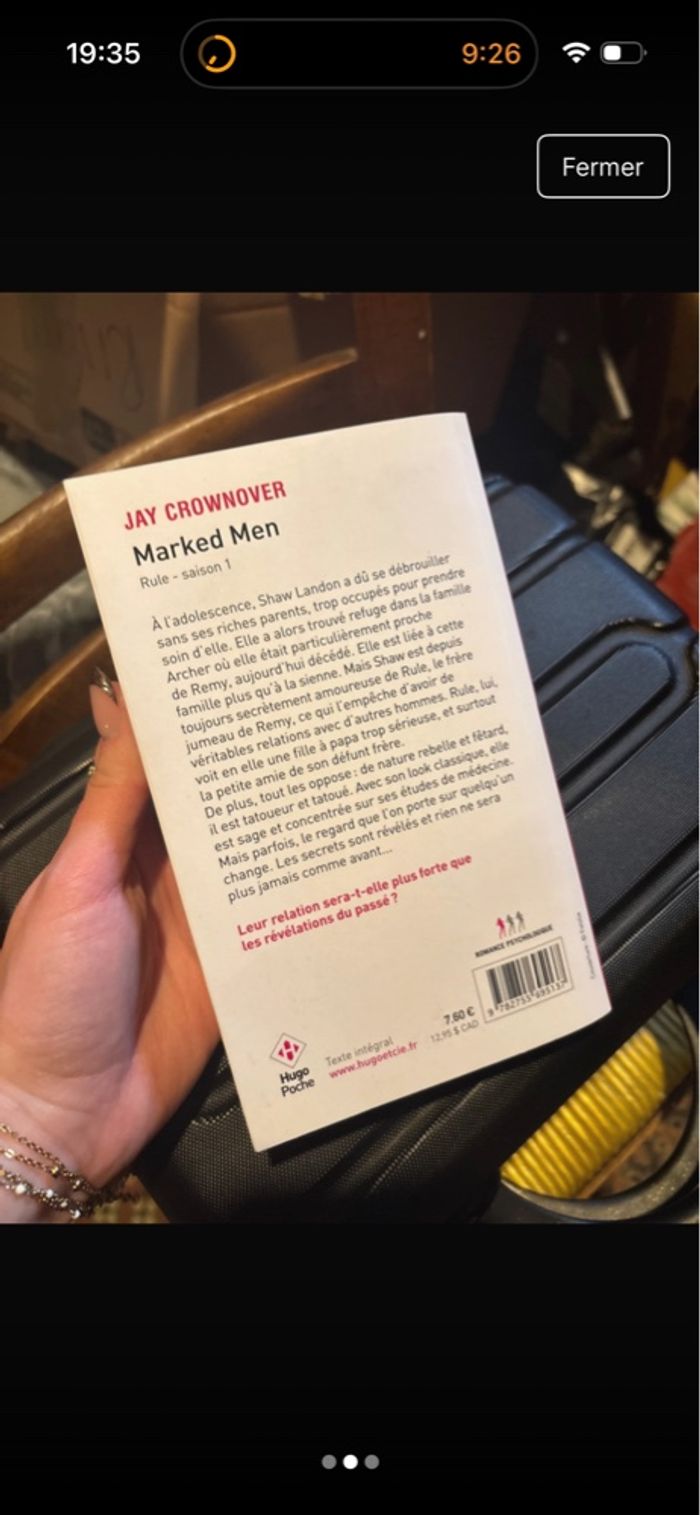 19:35
9:26
Fermer
JAY CROWNOVER
Marked Men
Rule - saison 1
À l'adolescence, Shaw Landon a dû se débrouiller
sans ses riches parents, trop occupés pour prendre
soin d'elle. Elle a alors trouvé refuge dans la famille
Archer où elle était particulièrement proche
de Remy, aujourd'hui décédé. Elle est liée à cette
famille plus qu'à la sienne. Mais Shaw est depuis
toujours secrètement amoureuse de Rule, le frère
jumeau de Remy, ce qui l'empêche d'avoir de
véritables relations avec d'autres hommes. Rule, lui,
voit en elle une fille à papa trop sérieuse, et surtout
la petite amie de son défunt frère.
De plus, tout les oppose : de nature rebelle et fêtard,
il est tatoueur et tatoué. Avec son look classique, elle
est sage et concentrée sur ses études de médecine.
Mais parfois, le regard que l'on porte sur quelqu'un
change. Les secrets sont révélés et rien ne sera
plus jamais comme avant...
Leur relation sera-t-elle plus forte que
les révélations du passé ?
ROMANCE PSYCHOLOGIQUE
7.60 €
12,95 $ CAD
Hugo
Poche
Texte intégral
www.hugoetcie.fr